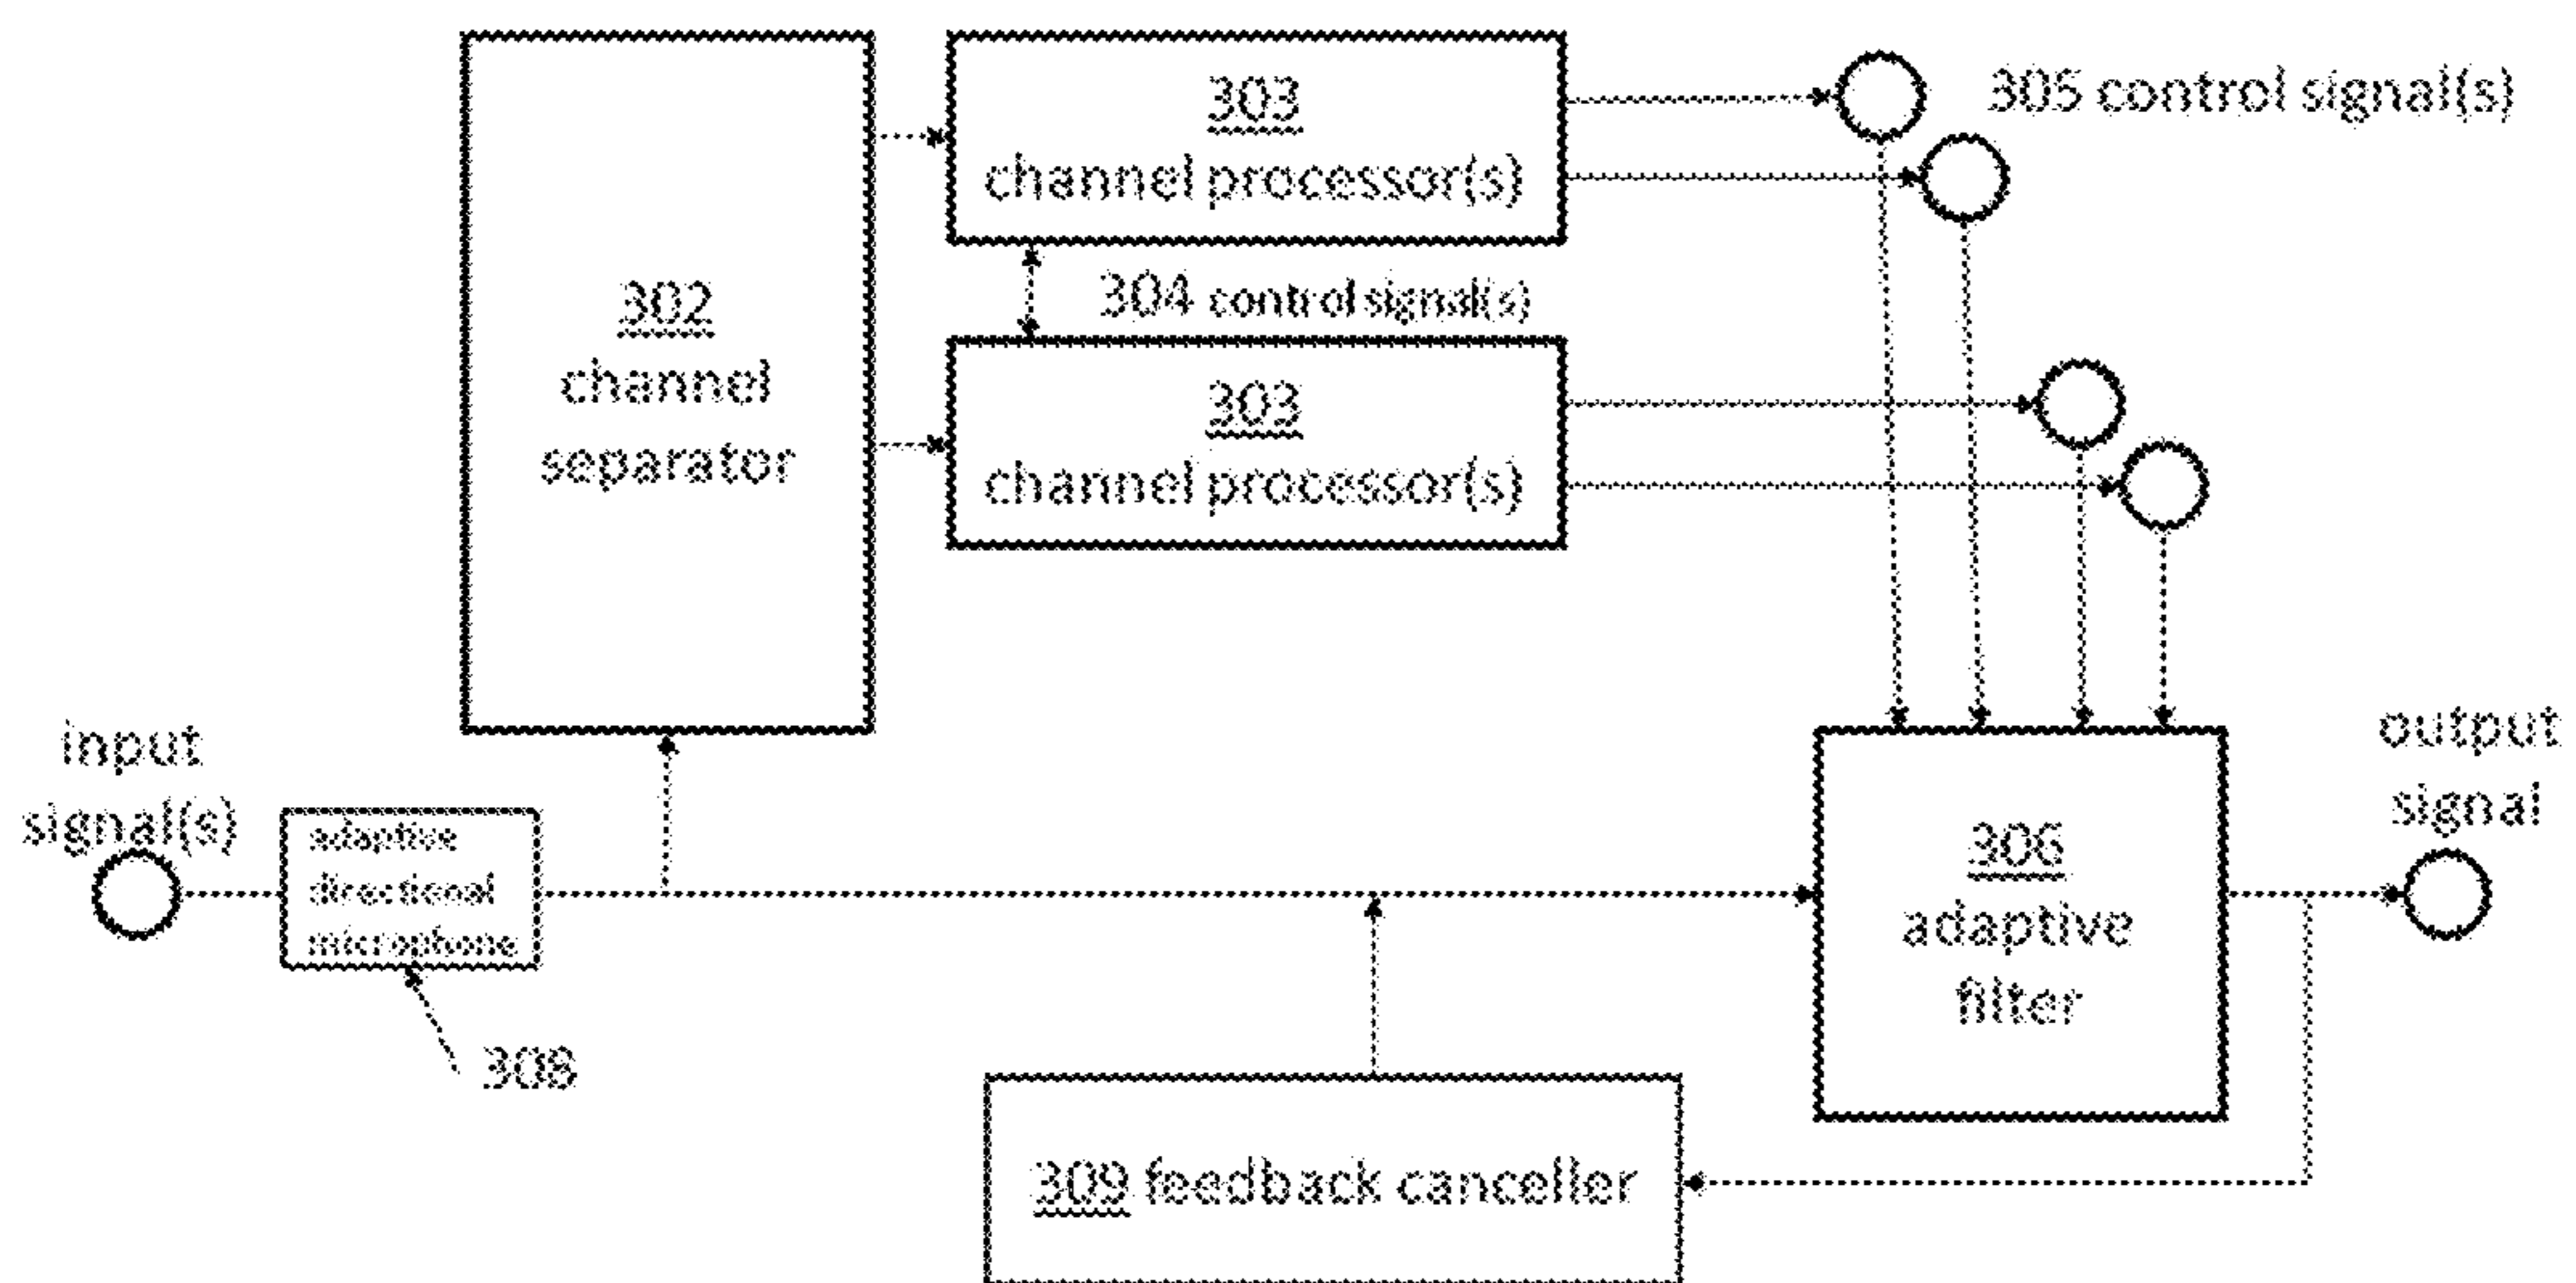 303
channel processor(s)
305 control signal(s)
302
channel
separator
304 control signal(s)
303
channel processor(s)
input
signal(s)
adaptive
directional
microphone
308
306
adaptive
filter
output
signal
309 feedback canceller